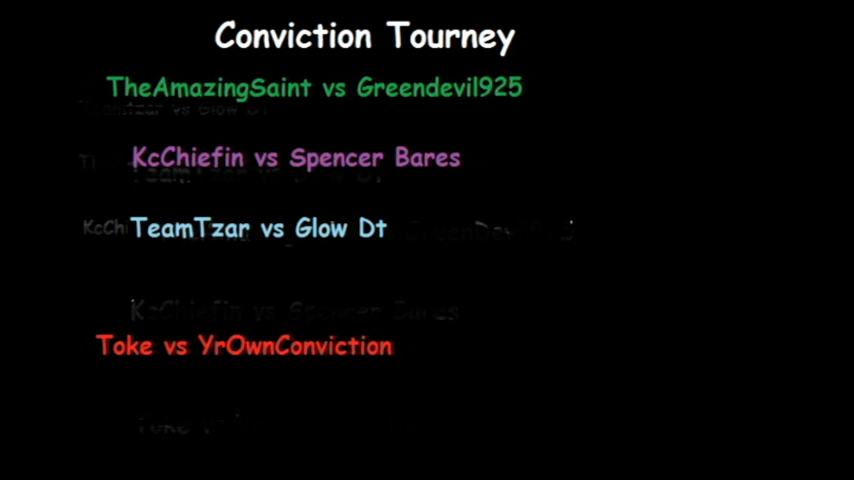 Conviction Tourney
TheAmazingSaint vs Greendevil925
KcChiefin vs Spencer Bares
TeamTzar vs Glow Dt
Toke vs YrOwnConviction